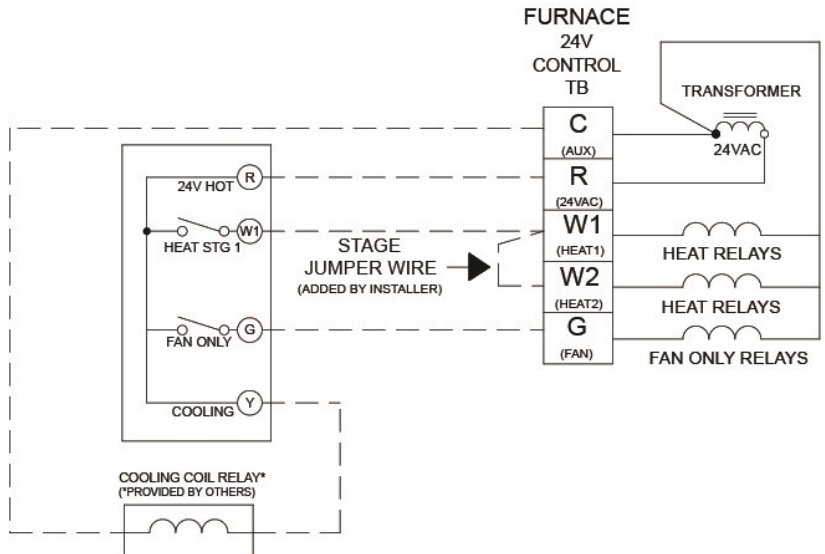 FURNACE
24V
CONTROL
TB
TRANSFORMER
24VAC
C
(AUX)
R
(24VAC)
W1
(HEAT1)
W2
(HEAT2)
G
(FAN)
HEAT RELAYS
HEAT RELAYS
FAN ONLY RELAYS
24V HOT
R
HEAT STG 1
W1
FAN ONLY
G
COOLING
Y
STAGE
JUMPER WIRE
(ADDED BY INSTALLER)
COOLING COIL RELAY*
(*PROVIDED BY OTHERS)